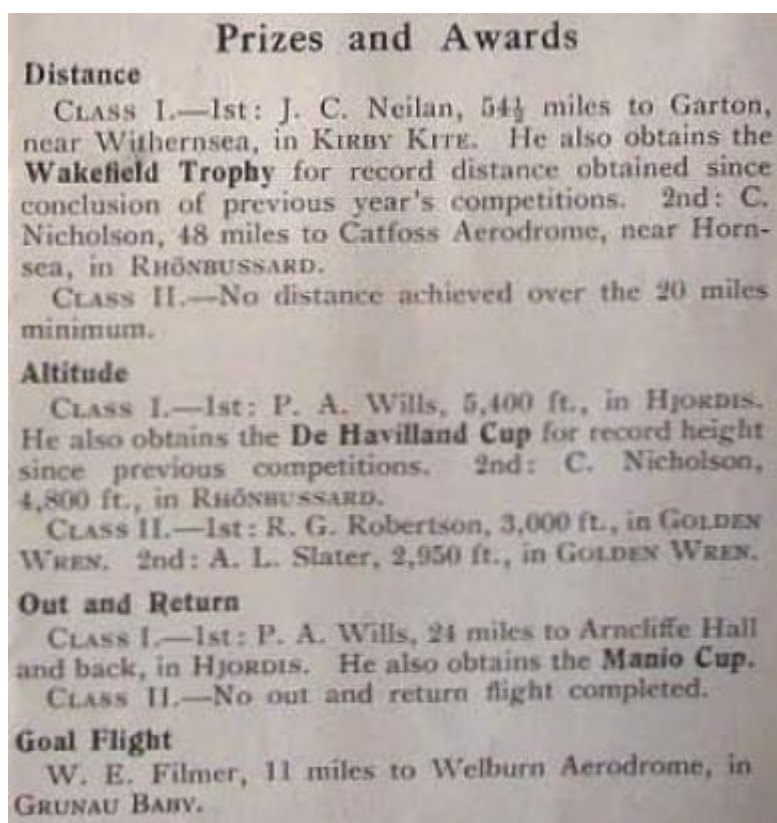 Prizes and Awards
Distance
CLASS I.—1st: J. C. Neilan, 54½ miles to Garton,
near Withernsea, in KIRBY KITE. He also obtains the
Wakefield Trophy for record distance obtained since
conclusion of previous year's competitions. 2nd: C.
Nicholson, 48 miles to Catfoss Aerodrome, near Horn-
sea, in RHÖNBUSSARD.
CLASS II.—No distance achieved over the 20 miles
minimum.
Altitude
CLASS I.—1st: P. A. Wills, 5,400 ft., in HJORDIS.
He also obtains the De Havilland Cup for record height
since previous competitions. 2nd: C. Nicholson,
4,800 ft., in RHÖNBUSSARD.
CLASS II.—1st: R. G. Robertson, 3,000 ft., in GOLDEN
WREN. 2nd: A. L. Slater, 2,950 ft., in GOLDEN WREN.
Out and Return
CLASS I.—1st: P. A. Wills, 24 miles to Arncliffe Hall
and back, in HJORDIS. He also obtains the Manio Cup.
CLASS II.—No out and return flight completed.
Goal Flight
W. E. Filmer, 11 miles to Welburn Aerodrome, in
GRUNAU BABY.